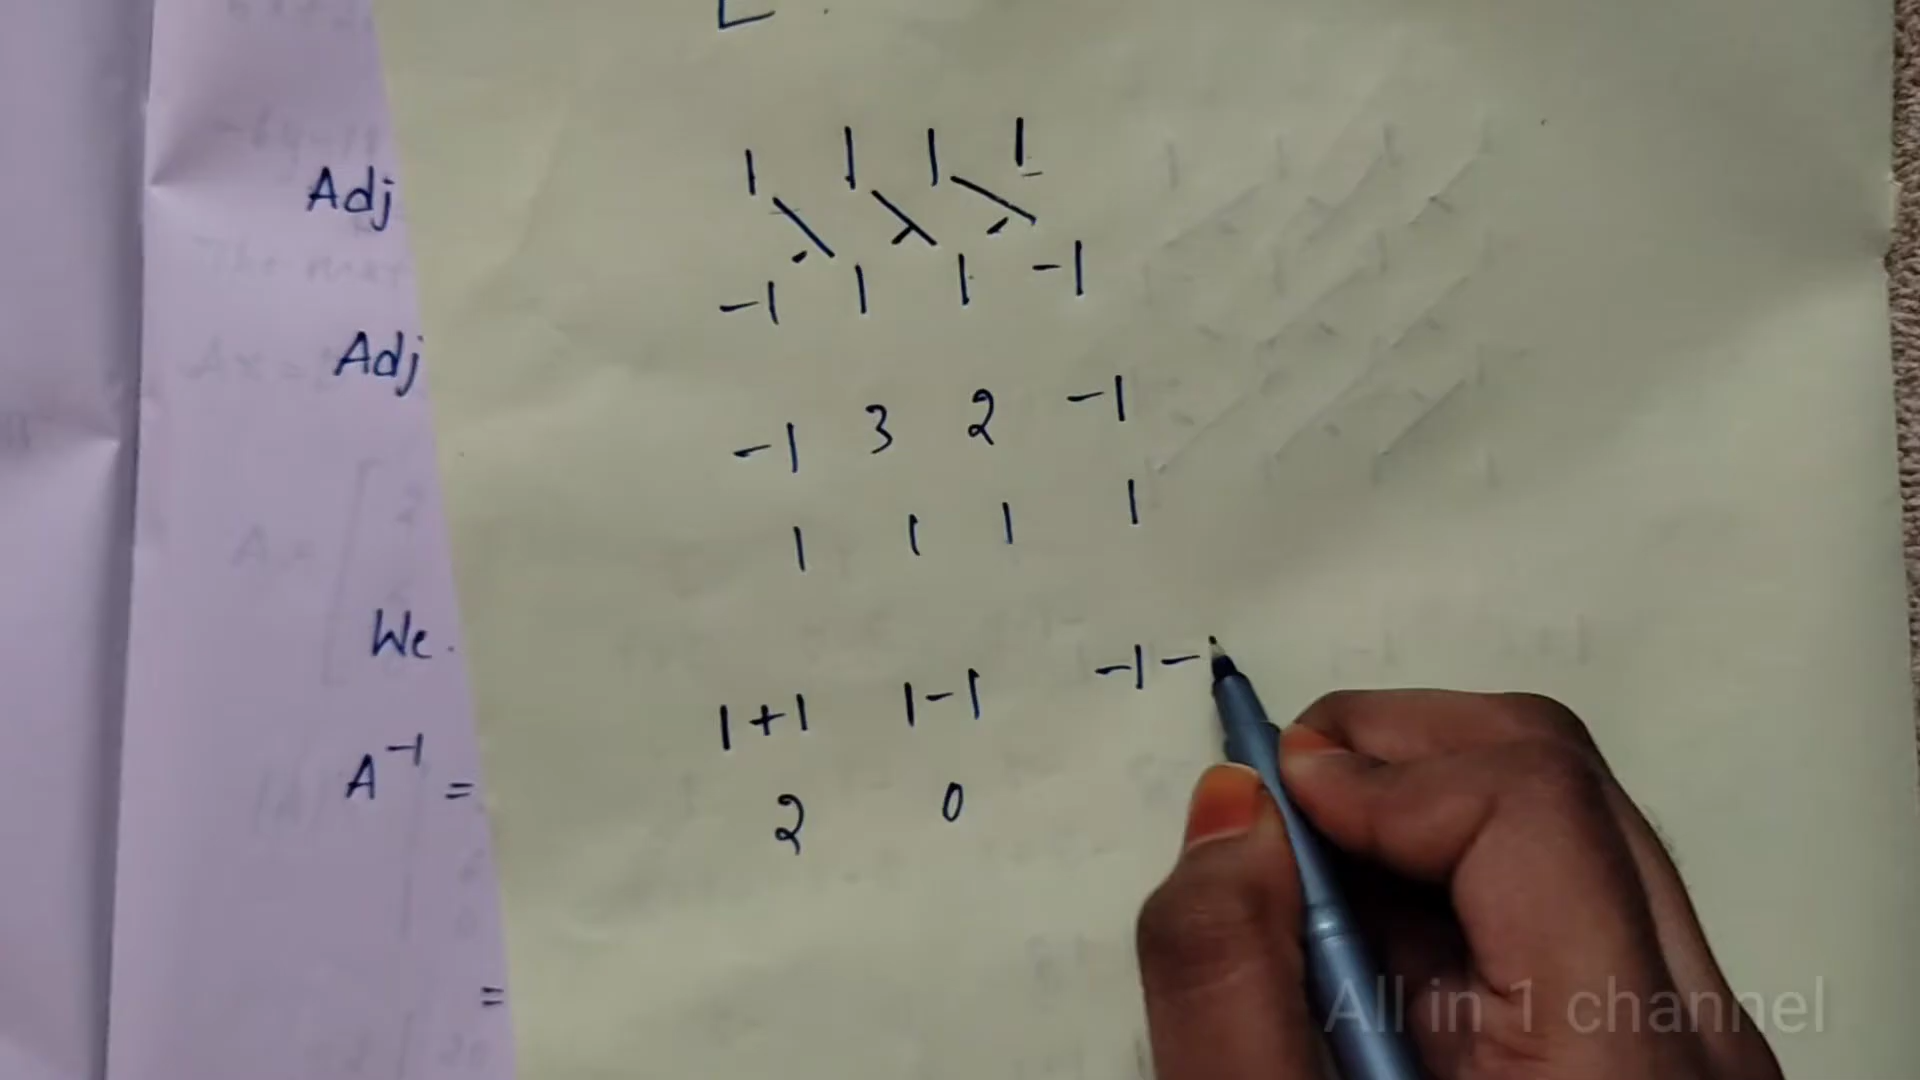 Adj
1 1 1 1
-1 1 1 -1
Adj
-1 3 2 -1
1 1 1 1
We.
1+1 1-1 -1-
A⁻¹ =
2 0
=
All in 1 channel